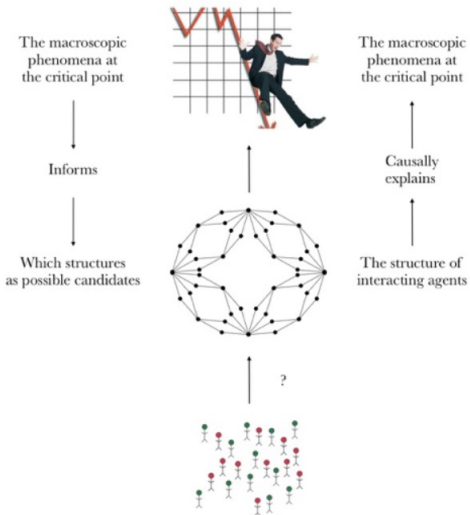 The macroscopic
phenomena at
the critical point
Informs
Which structures
as possible candidates
The macroscopic
phenomena at
the critical point
Causally
explains
The structure of
interacting agents
?